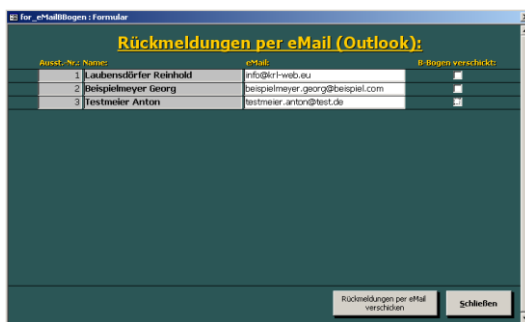 for_eMailBBogen : Formular
Rückmeldungen per eMail (Outlook):
Ausst.-Nr.: Name: eMail: B-Bogen verschickt:
1 Laubensdörfer Reinhold info@krl-web.eu
2 Beispielmeyer Georg beispielmeyer.georg@beispiel.com
3 Testmeier Anton testmeier.anton@test.de
Rückmeldungen per eMail
verschicken
Schließen